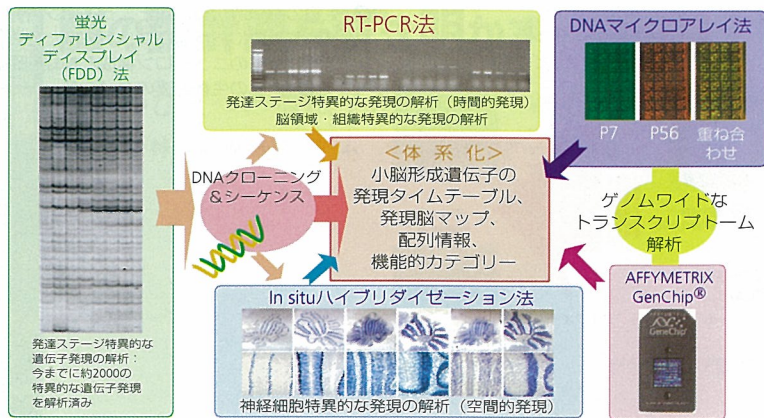 蛍光
ディファレンシャル
ディスプレイ
(FDD) 法
発達ステージ特異的な
遺伝子発現の解析：
今までに約2000の
特異的な遺伝子発現
を解析済み
RT-PCR法
発達ステージ特異的な発現の解析（時間的発現）
脳領域・組織特異的な発現の解析
DNAマイクロアレイ法
P7
P56
重ね合
わせ
DNAクローニング
&シーケンス
＜体 系 化＞
小脳形成遺伝子の
発現タイムテーブル、
発現脳マップ、
配列情報、
機能的カテゴリー
ゲノムワイドな
トランスクリプトーム
解析
In situハイブリダイゼーション法
神経細胞特異的な発現の解析（空間的発現）
AFFYMETRIX
GenChip®
GeneChip